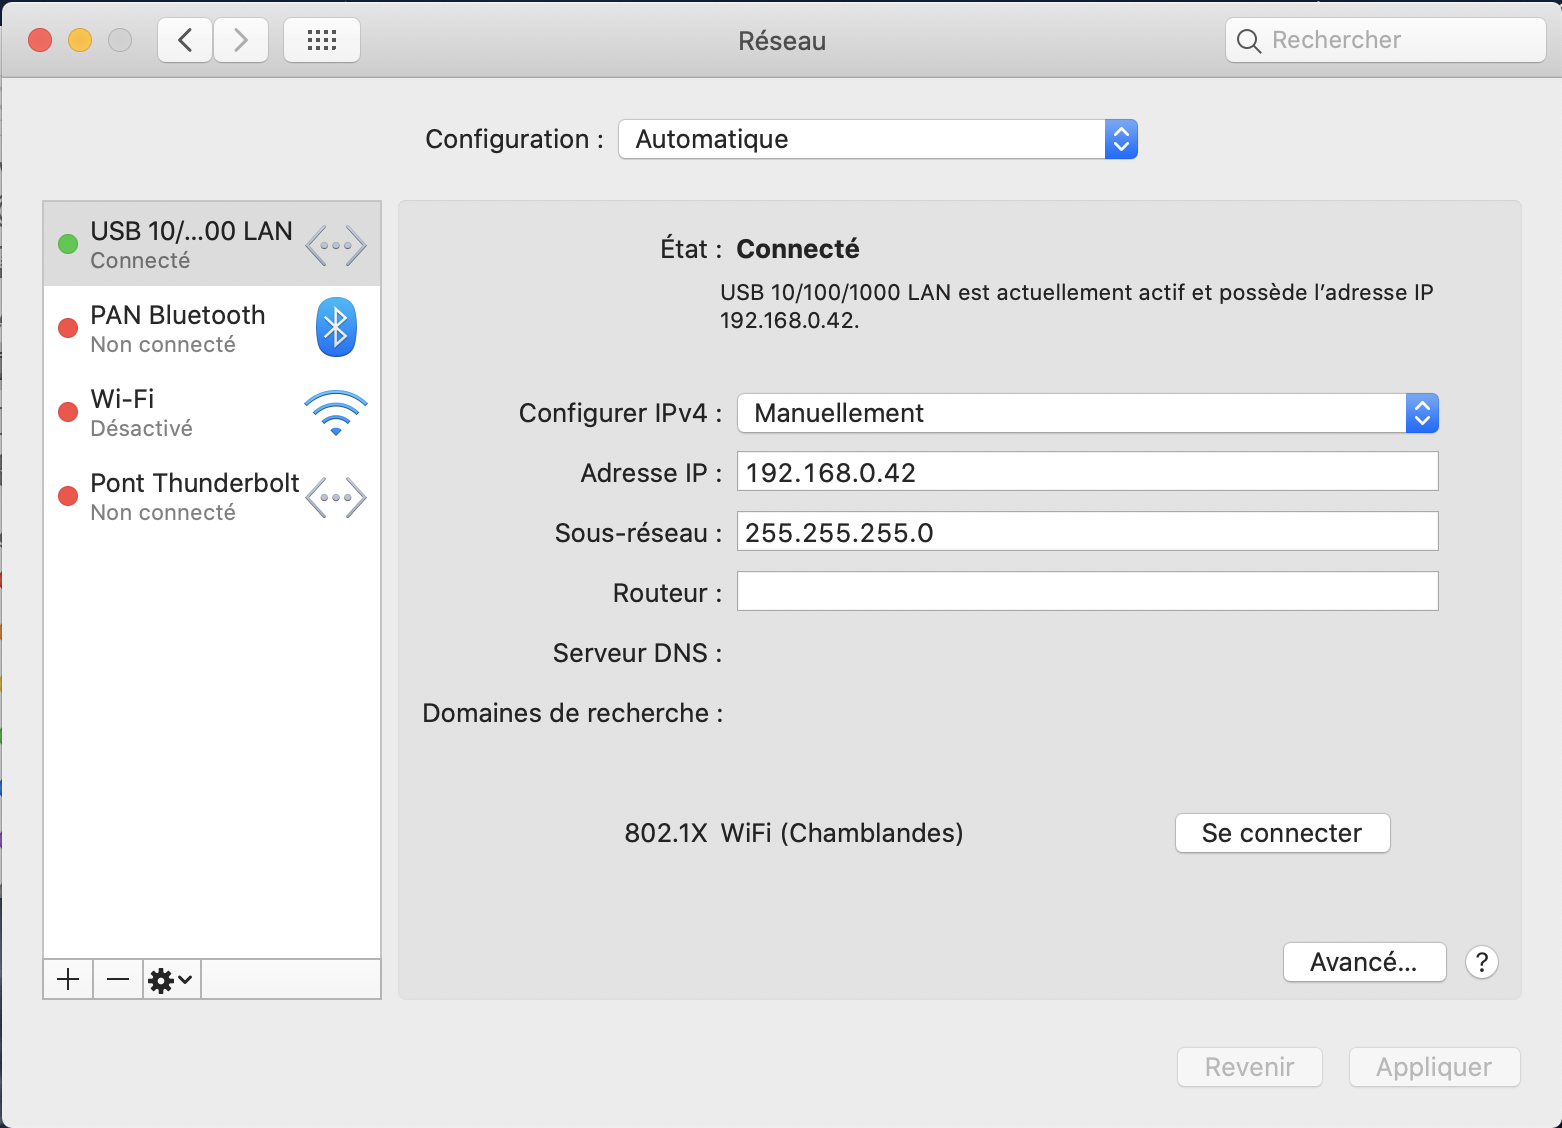 Réseau
Rechercher
Configuration : Automatique
USB 10/...00 LAN
Connecté
PAN Bluetooth
Non connecté
Wi-Fi
Désactivé
Pont Thunderbolt
Non connecté
État : Connecté
USB 10/100/1000 LAN est actuellement actif et possède l’adresse IP
192.168.0.42.
Configurer IPv4 : Manuellement
Adresse IP : 192.168.0.42
Sous-réseau : 255.255.255.0
Routeur :
Serveur DNS :
Domaines de recherche :
802.1X WiFi (Chamblandes) Se connecter
Avancé... ?
Revenir Appliquer